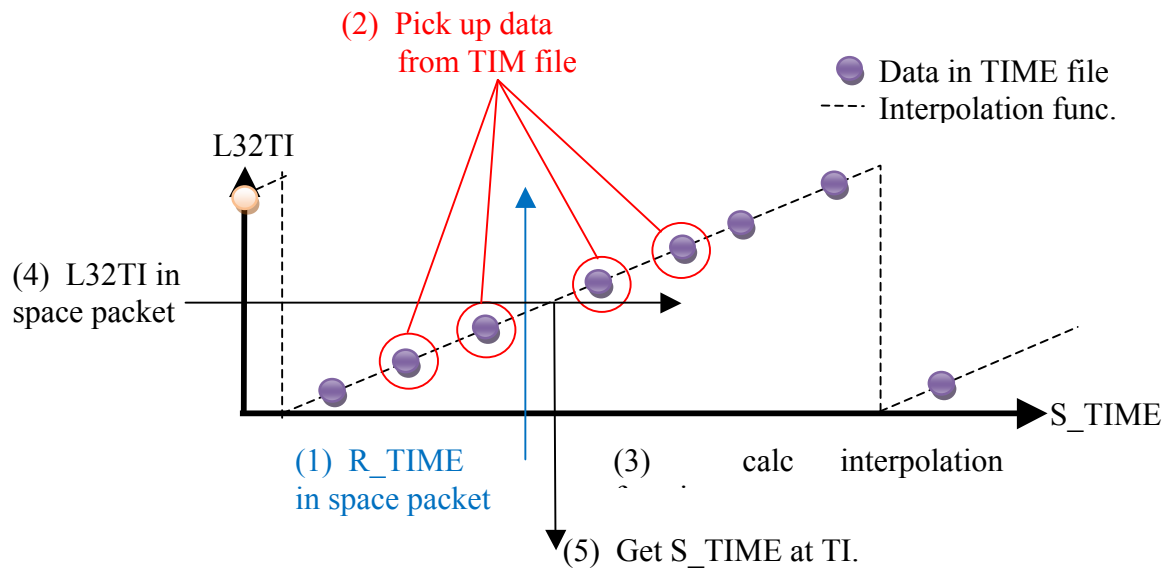 (2) Pick up data
from TIM file
Data in TIME file
Interpolation func.
L32TI
(4) L32TI in
space packet
S_TIME
(1) R_TIME
in space packet
(3) calc interpolation
(5) Get S_TIME at TI.